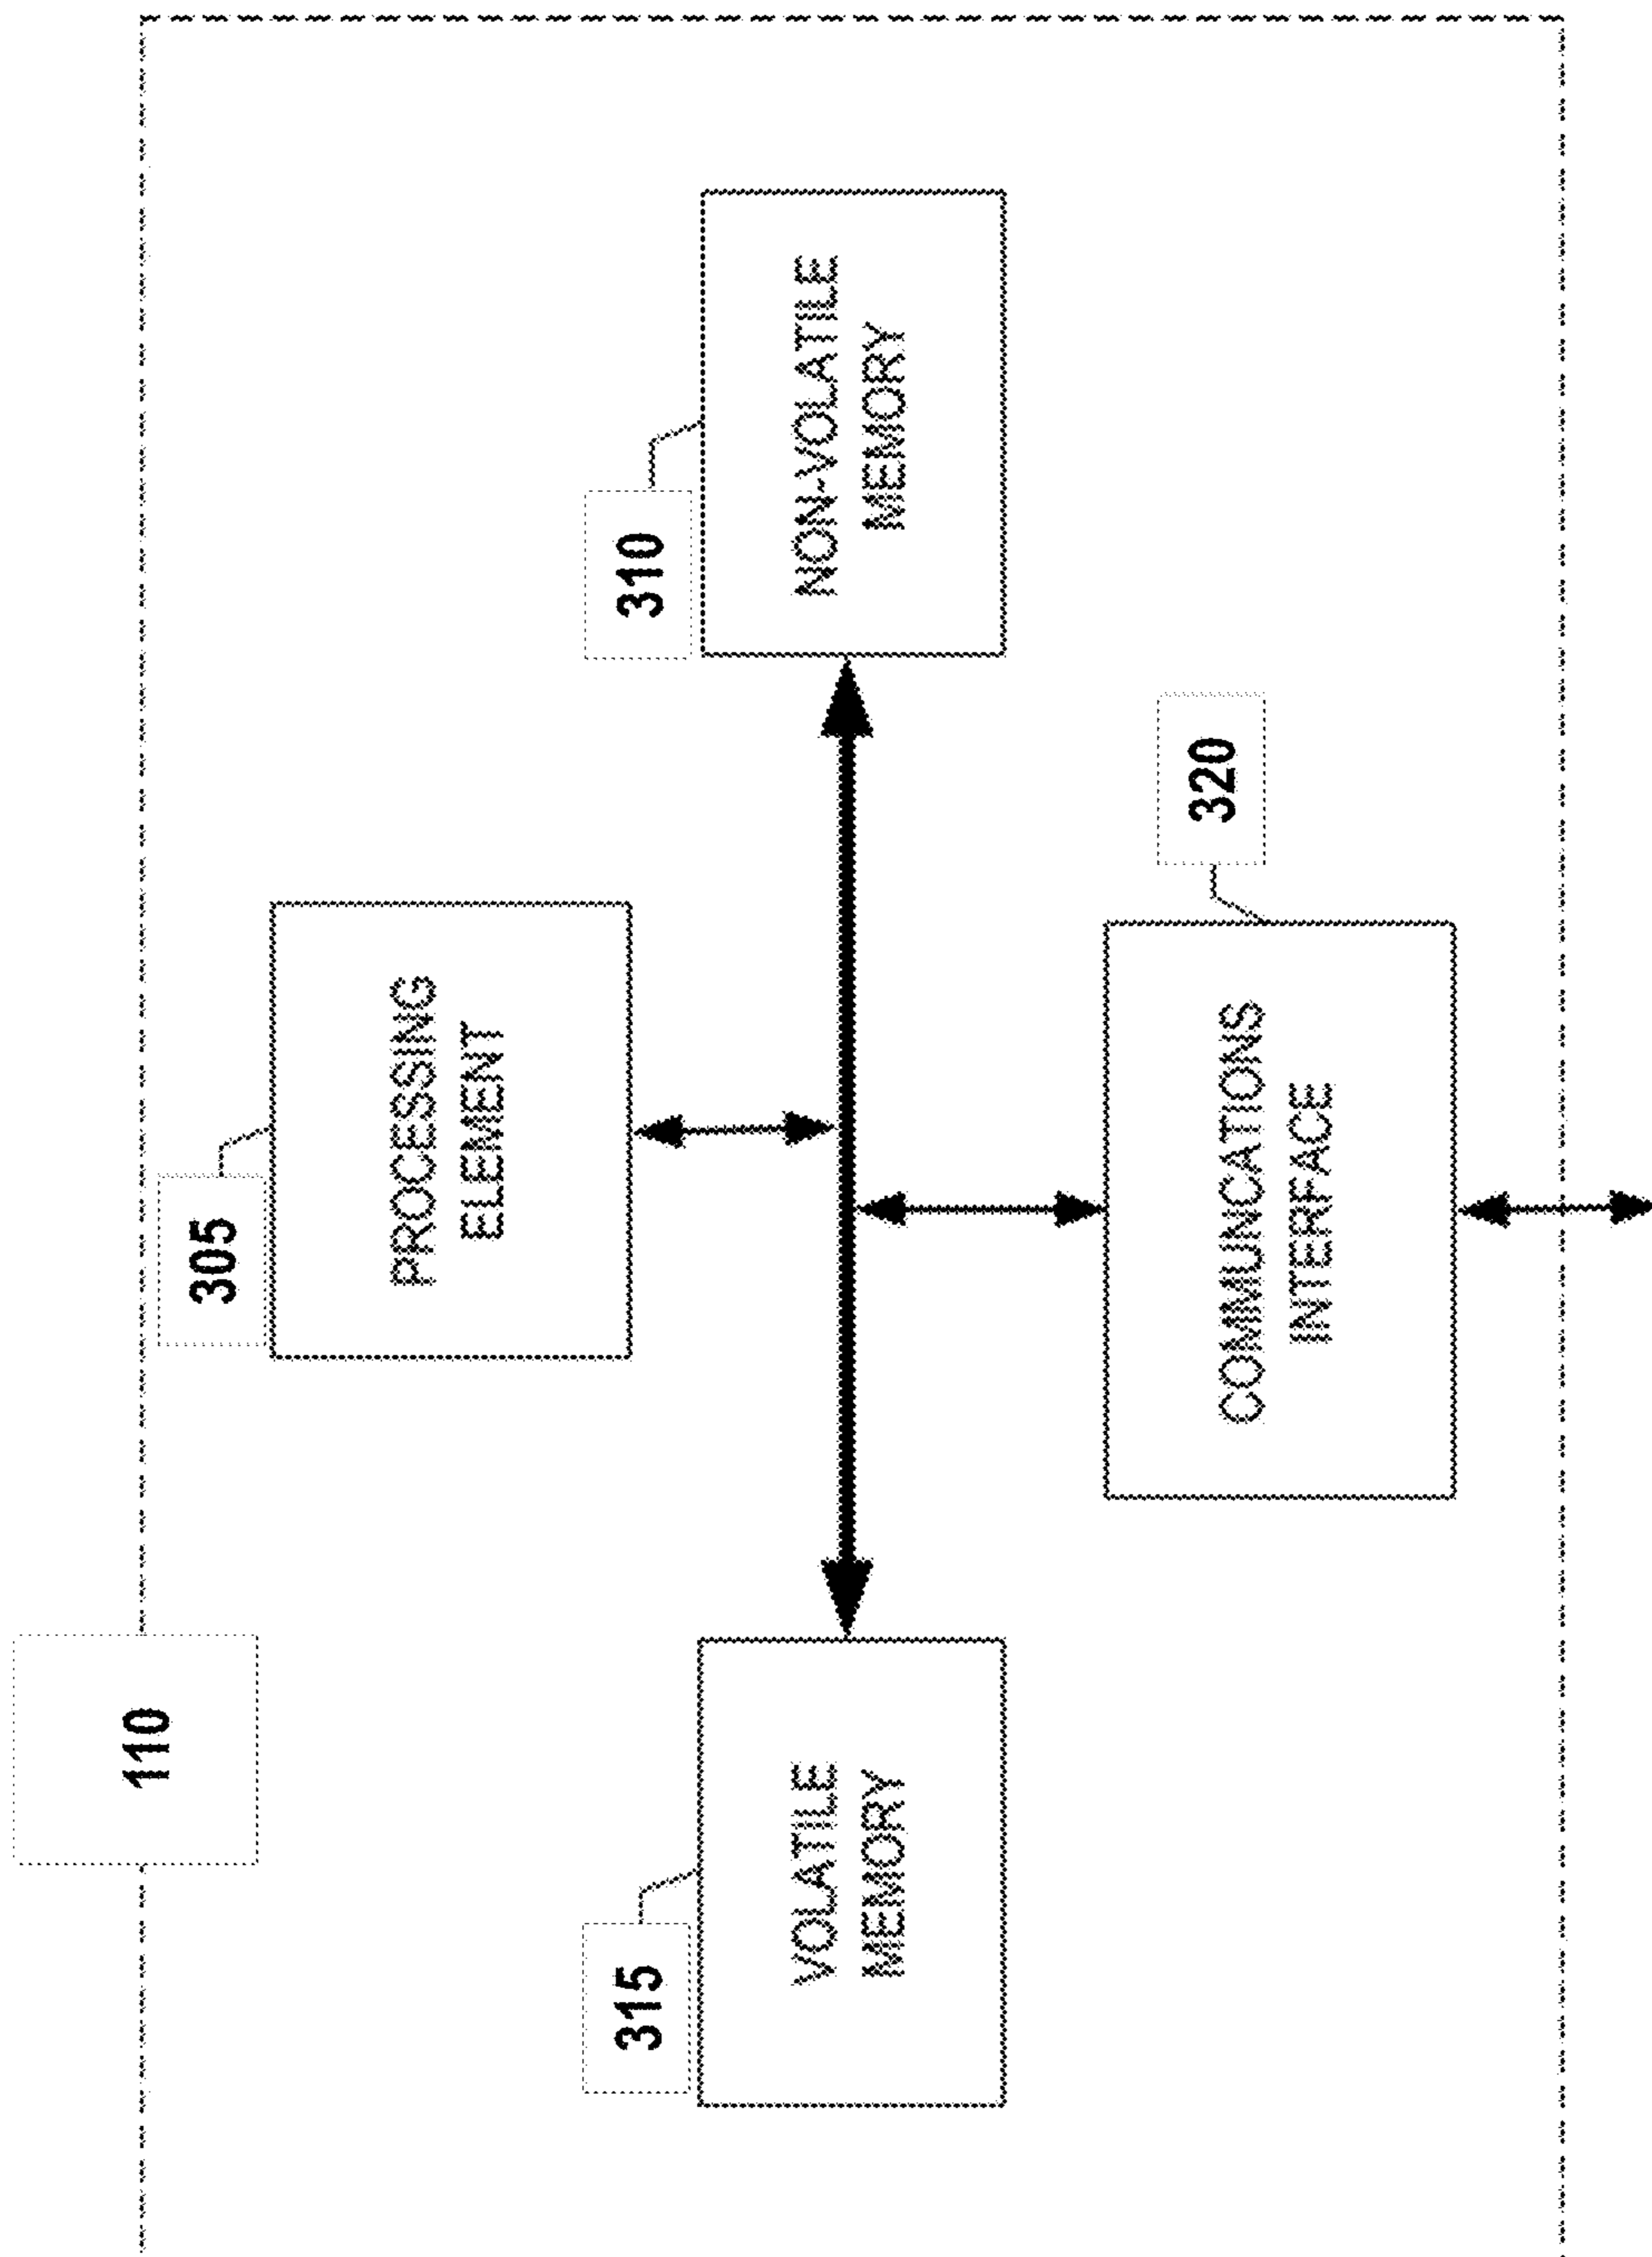 110
305
PROCESSING
ELEMENT
315
VOLATILE
MEMORY
310
NON-VOLATILE
MEMORY
320
COMMUNCATIONS
INTERFACE